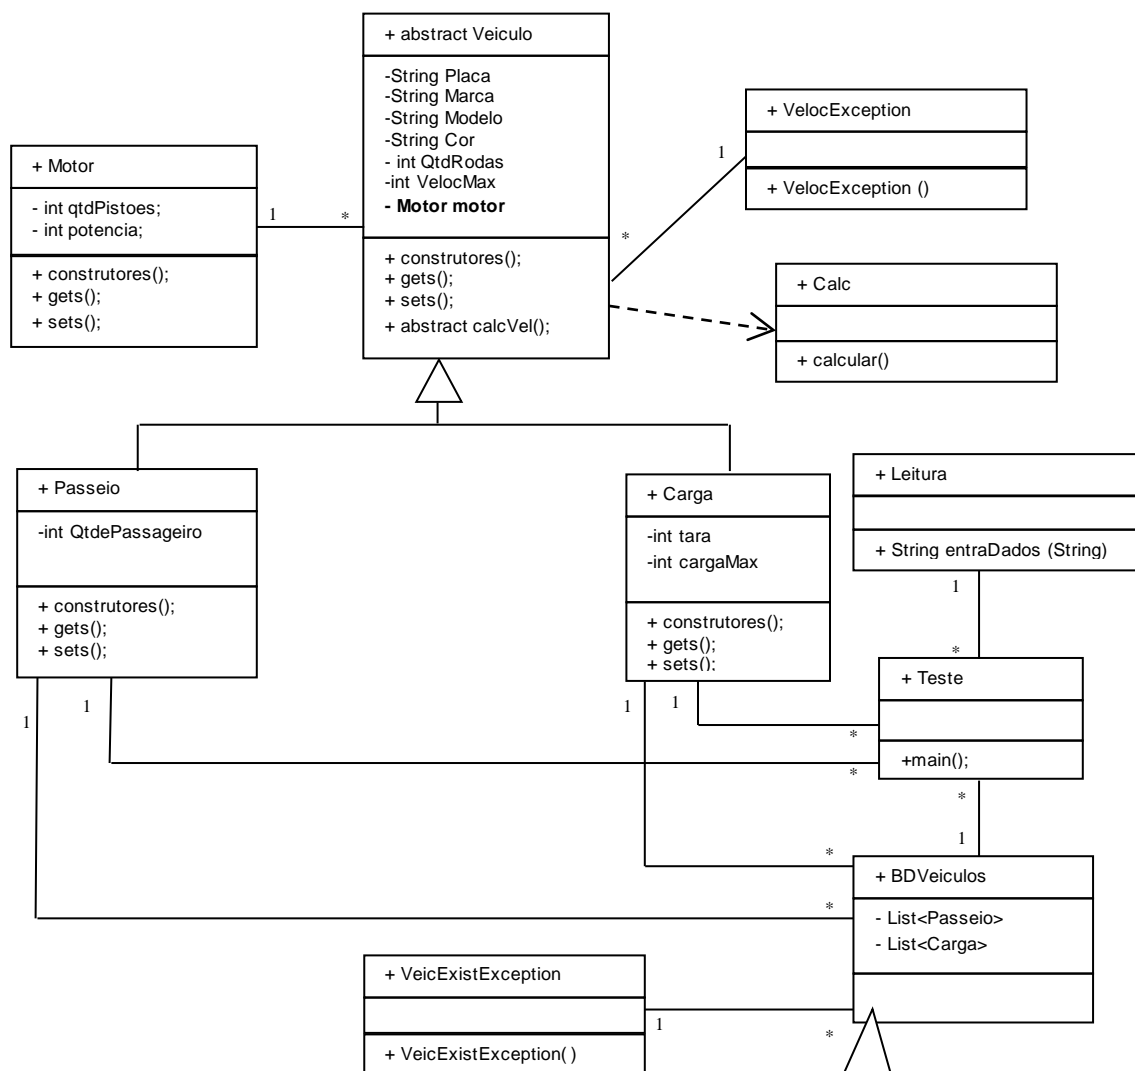 + abstract Veiculo
-String Placa
-String Marca
-String Modelo
-String Cor
- int QtdRodas
-int VelocMax
- Motor motor
+ construtores();
+ gets();
+ sets();
+ abstract calcVel();
+ VelocException
+ VelocException ()
1
*
+ Motor
- int qtdPistoes;
- int potencia;
+ construtores();
+ gets();
+ sets();
1
*
+ Calc
+ calcular()
+ Passeio
-int QtdePassageiro
+ construtores();
+ gets();
+ sets();
+ Carga
-int tara
-int cargaMax
+ construtores();
+ gets();
+ sets();
+ Leitura
+ String entraDados (String)
1
*
+ Teste
+main();
1
1
1
1
*
*
*
1
*
*
+ BDVeiculos
- List<Passeio>
- List<Carga>
+ VeicExistException
+ VeicExistException( )
1
*